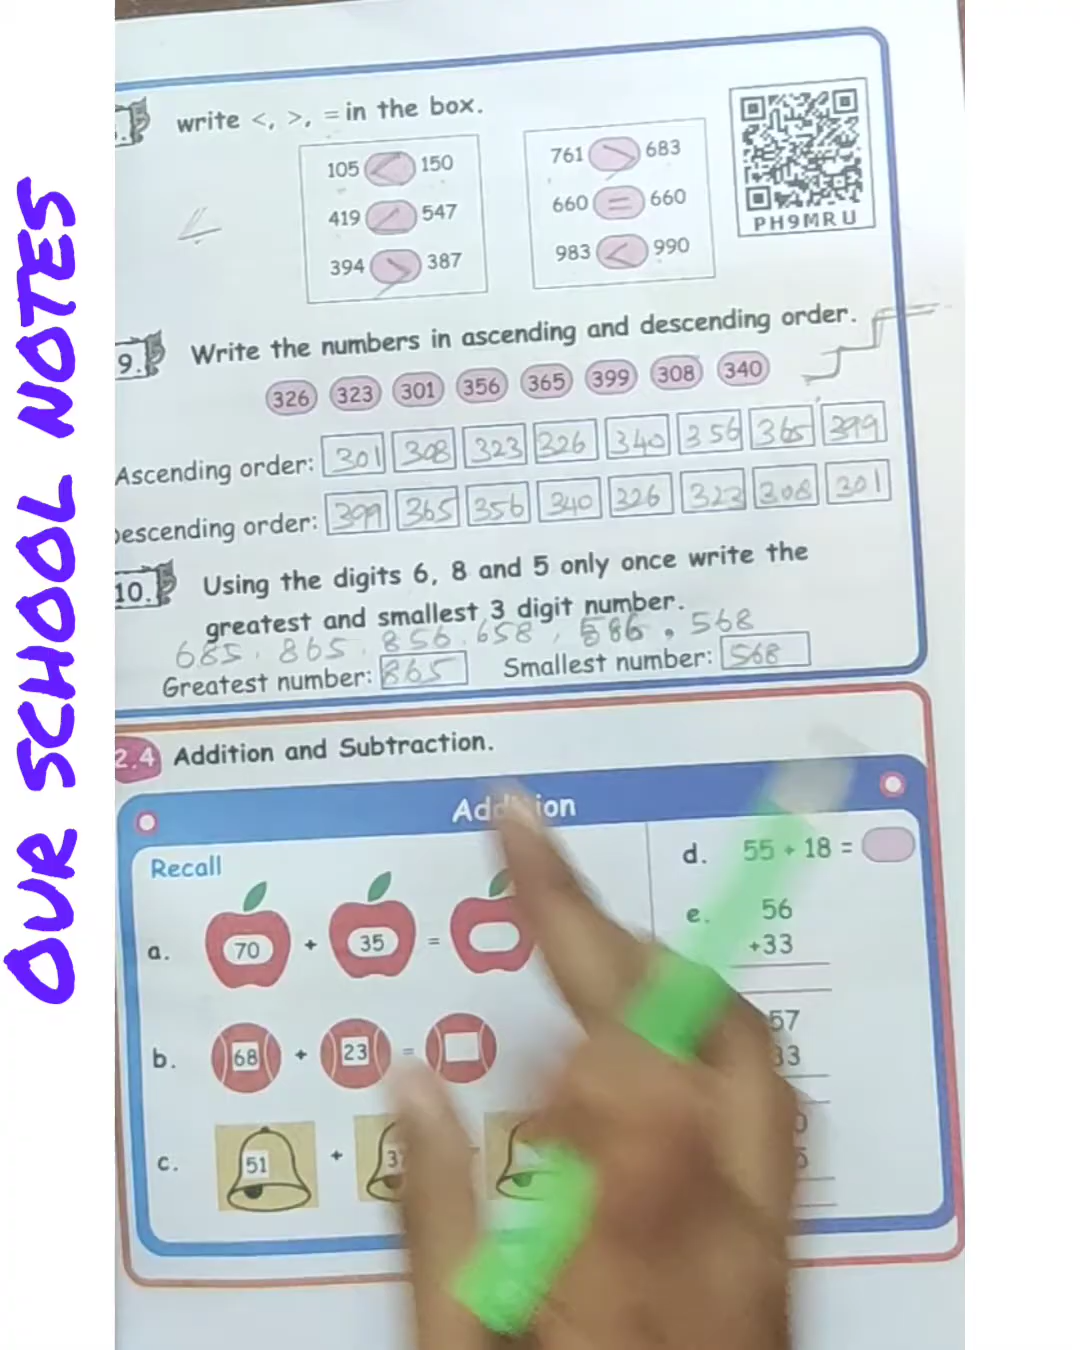 OUR SCHOOL NOTES
write <, >, = in the box.
105 < 150
419 < 547
394 > 387
761 > 683
660 = 660
983 < 990
PH9MRU
9. Write the numbers in ascending and descending order.
326 323 301 356 365 399 308 340
Ascending order: 301 308 323 326 340 356 365 399
escending order: 399 365 356 340 326 323 308 301
10. Using the digits 6, 8 and 5 only once write the
greatest and smallest 3 digit number.
685, 865, 856, 658, 586, 568
Greatest number: 865 Smallest number: 568
2.4 Addition and Subtraction.
Recall
a. 70 + 35 =
b. 68 + 23 =
c. 51 +
d. 55 + 18 =
e. 56
+33
57
33